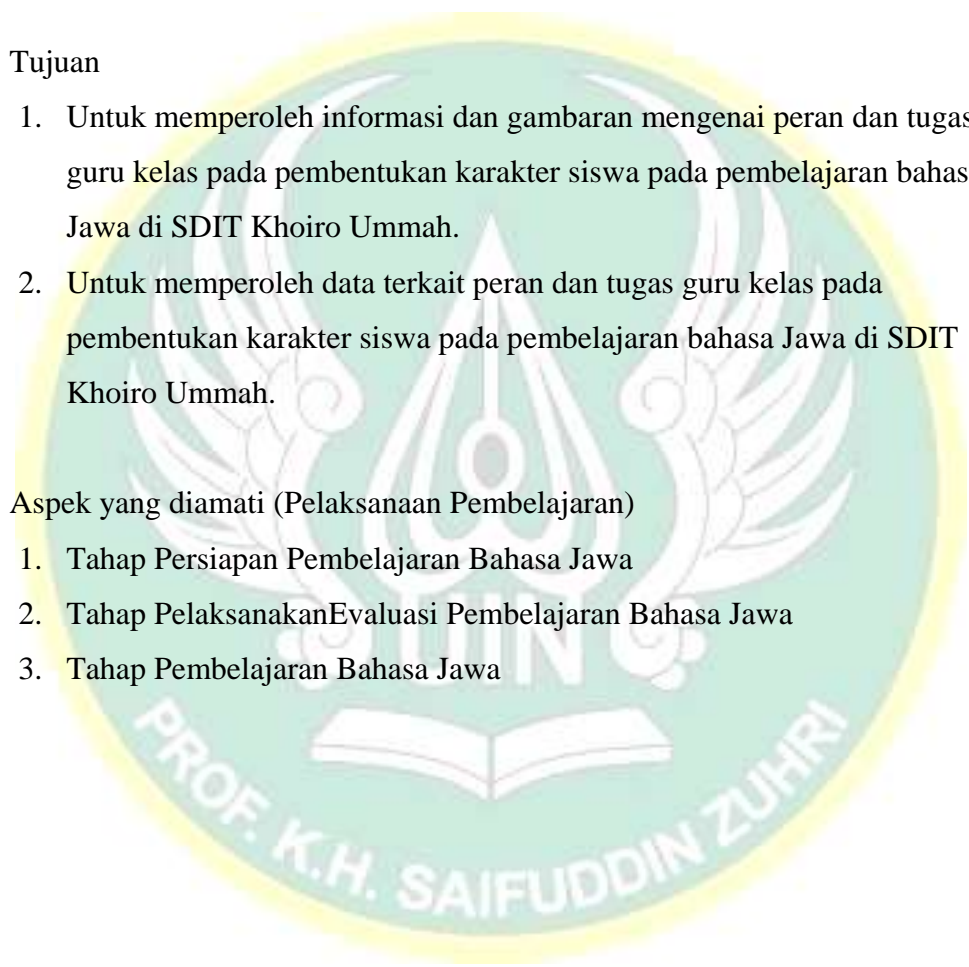 Tujuan
1. Untuk memperoleh informasi dan gambaran mengenai peran dan tugas
guru kelas pada pembentukan karakter siswa pada pembelajaran bahas
Jawa di SDIT Khoiro Ummah.
2. Untuk memperoleh data terkait peran dan tugas guru kelas pada
pembentukan karakter siswa pada pembelajaran bahasa Jawa di SDIT
Khoiro Ummah.
Aspek yang diamati (Pelaksanaan Pembelajaran)
1. Tahap Persiapan Pembelajaran Bahasa Jawa
2. Tahap PelaksanakanEvaluasi Pembelajaran Bahasa Jawa
3. Tahap Pembelajaran Bahasa Jawa
UIN
PROF. K.H. SAIFUDDIN ZUHRI